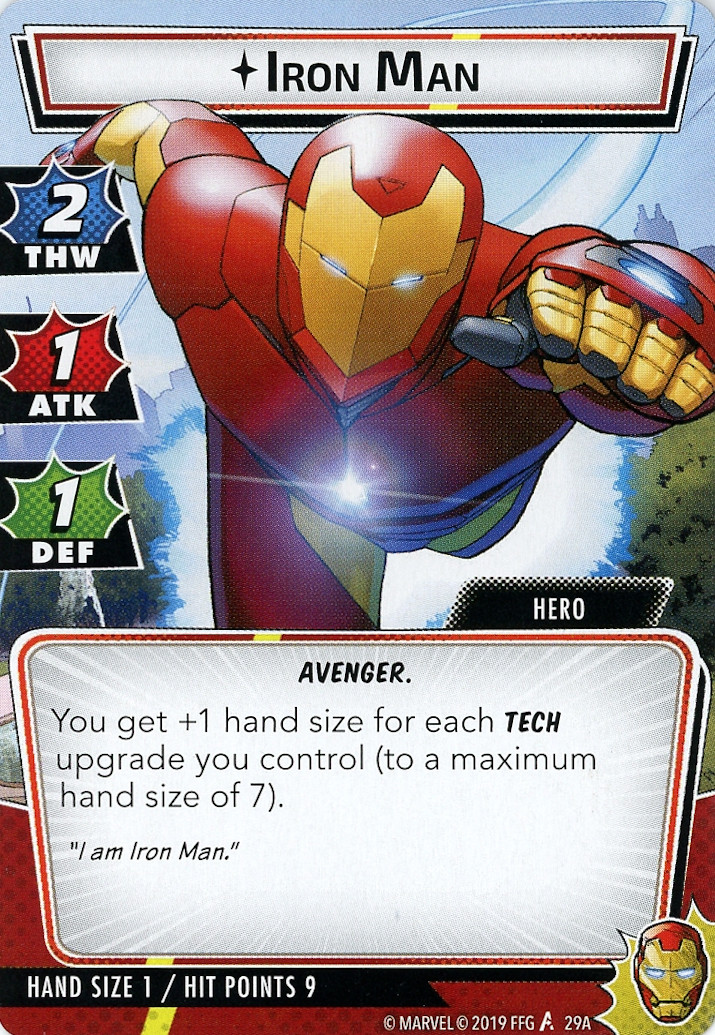 ✦Iron Man
2
THW
1
ATK
1
DEF
HERO
AVENGER.
You get +1 hand size for each TECH
upgrade you control (to a maximum
hand size of 7).
"I am Iron Man."
HAND SIZE 1 / HIT POINTS 9
© MARVEL © 2019 FFG 29A